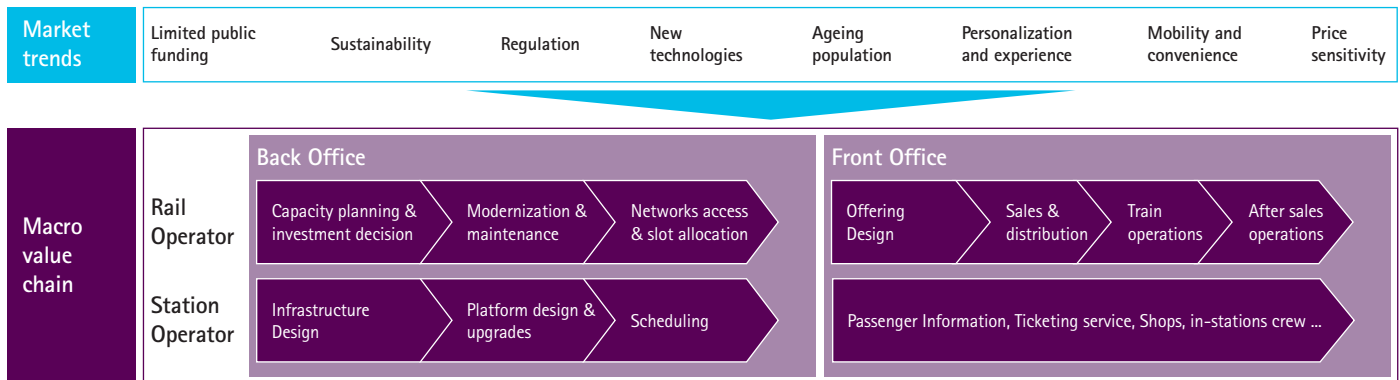 Market
trends
Limited public
funding
Sustainability
Regulation
New
technologies
Ageing
population
Personalization
and experience
Mobility and
convenience
Price
sensitivity
Macro
value
chain
Back Office
Front Office
Rail
Operator
Capacity planning &
investment decision
Modernization &
maintenance
Networks access
& slot allocation
Offering
Design
Sales &
distribution
Train
operations
After sales
operations
Station
Operator
Infrastructure
Design
Platform design &
upgrades
Scheduling
Passenger Information, Ticketing service, Shops, in-stations crew ...